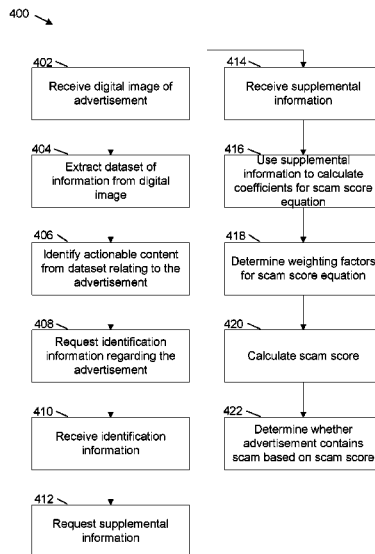 400
402
Receive digital image of
advertisement
404
Extract dataset of
information from digital
image
406
Identify actionable content
from dataset relating to the
advertisement
408
Request identification
information regarding the
advertisement
410
Receive identification
information
412
Request supplemental
information
414
Receive supplemental
information
416
Use supplemental
information to calculate
coefficients for scam score
equation
418
Determine weighting factors
for scam score equation
420
Calculate scam score
422
Determine whether
advertisement contains
scam based on scam score